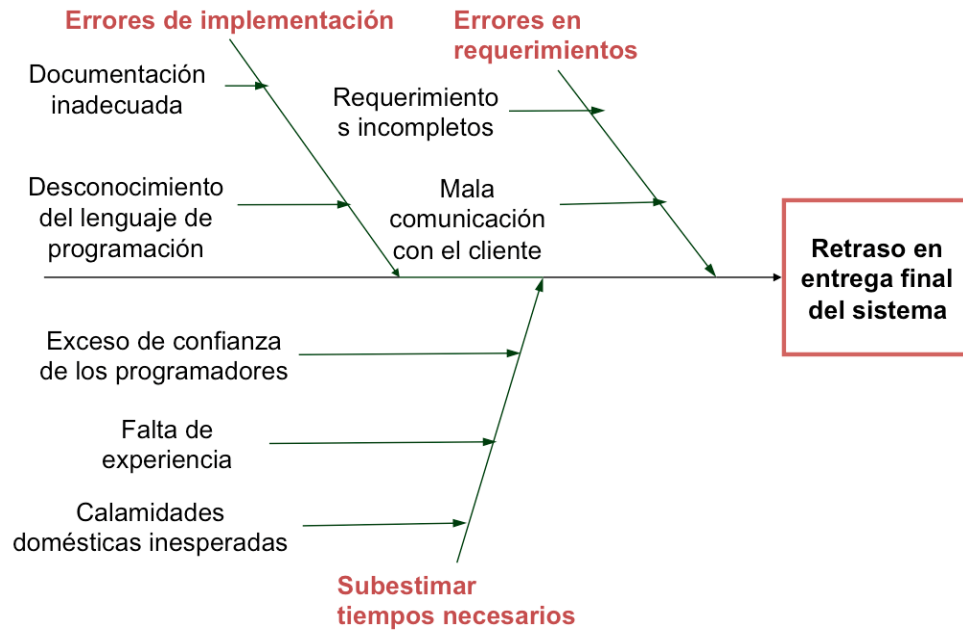 Errores de implementación
Errores en
requerimientos
Documentación
inadecuada
Requerimiento
s incompletos
Desconocimiento
del lenguaje de
programación
Mala
comunicación
con el cliente
Retraso en
entrega final
del sistema
Exceso de confianza
de los programadores
Falta de
experiencia
Calamidades
domésticas inesperadas
Subestimar
tiempos necesarios